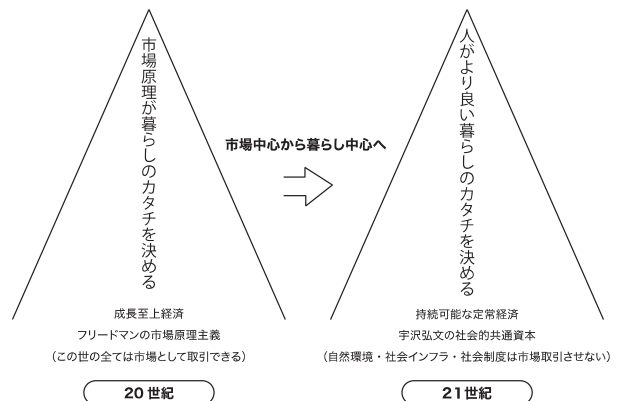 市場原理が暮らしのカタチを決める
成長至上経済
フリードマンの市場原理主義
（この世の全ては市場として取引できる）
20世紀
市場中心から暮らし中心へ
人がより良い暮らしのカタチを決める
持続可能な定常経済
宇沢弘文の社会的共通資本
（自然環境・社会インフラ・社会制度は市場取引させない）
21世紀